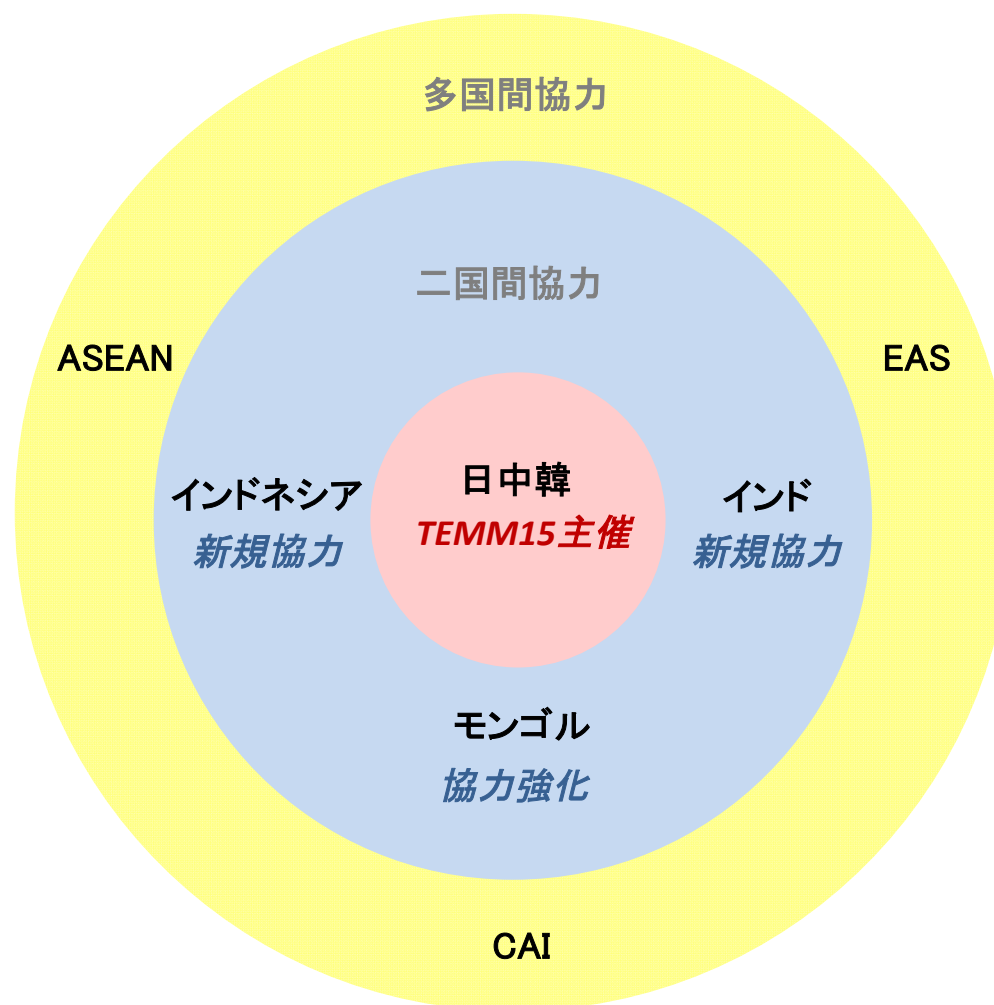 多国間協力
二国間協力
ASEAN
EAS
日中韓
TEMM15主催
インドネシア
新規協力
インド
新規協力
モンゴル
協力強化
CAI